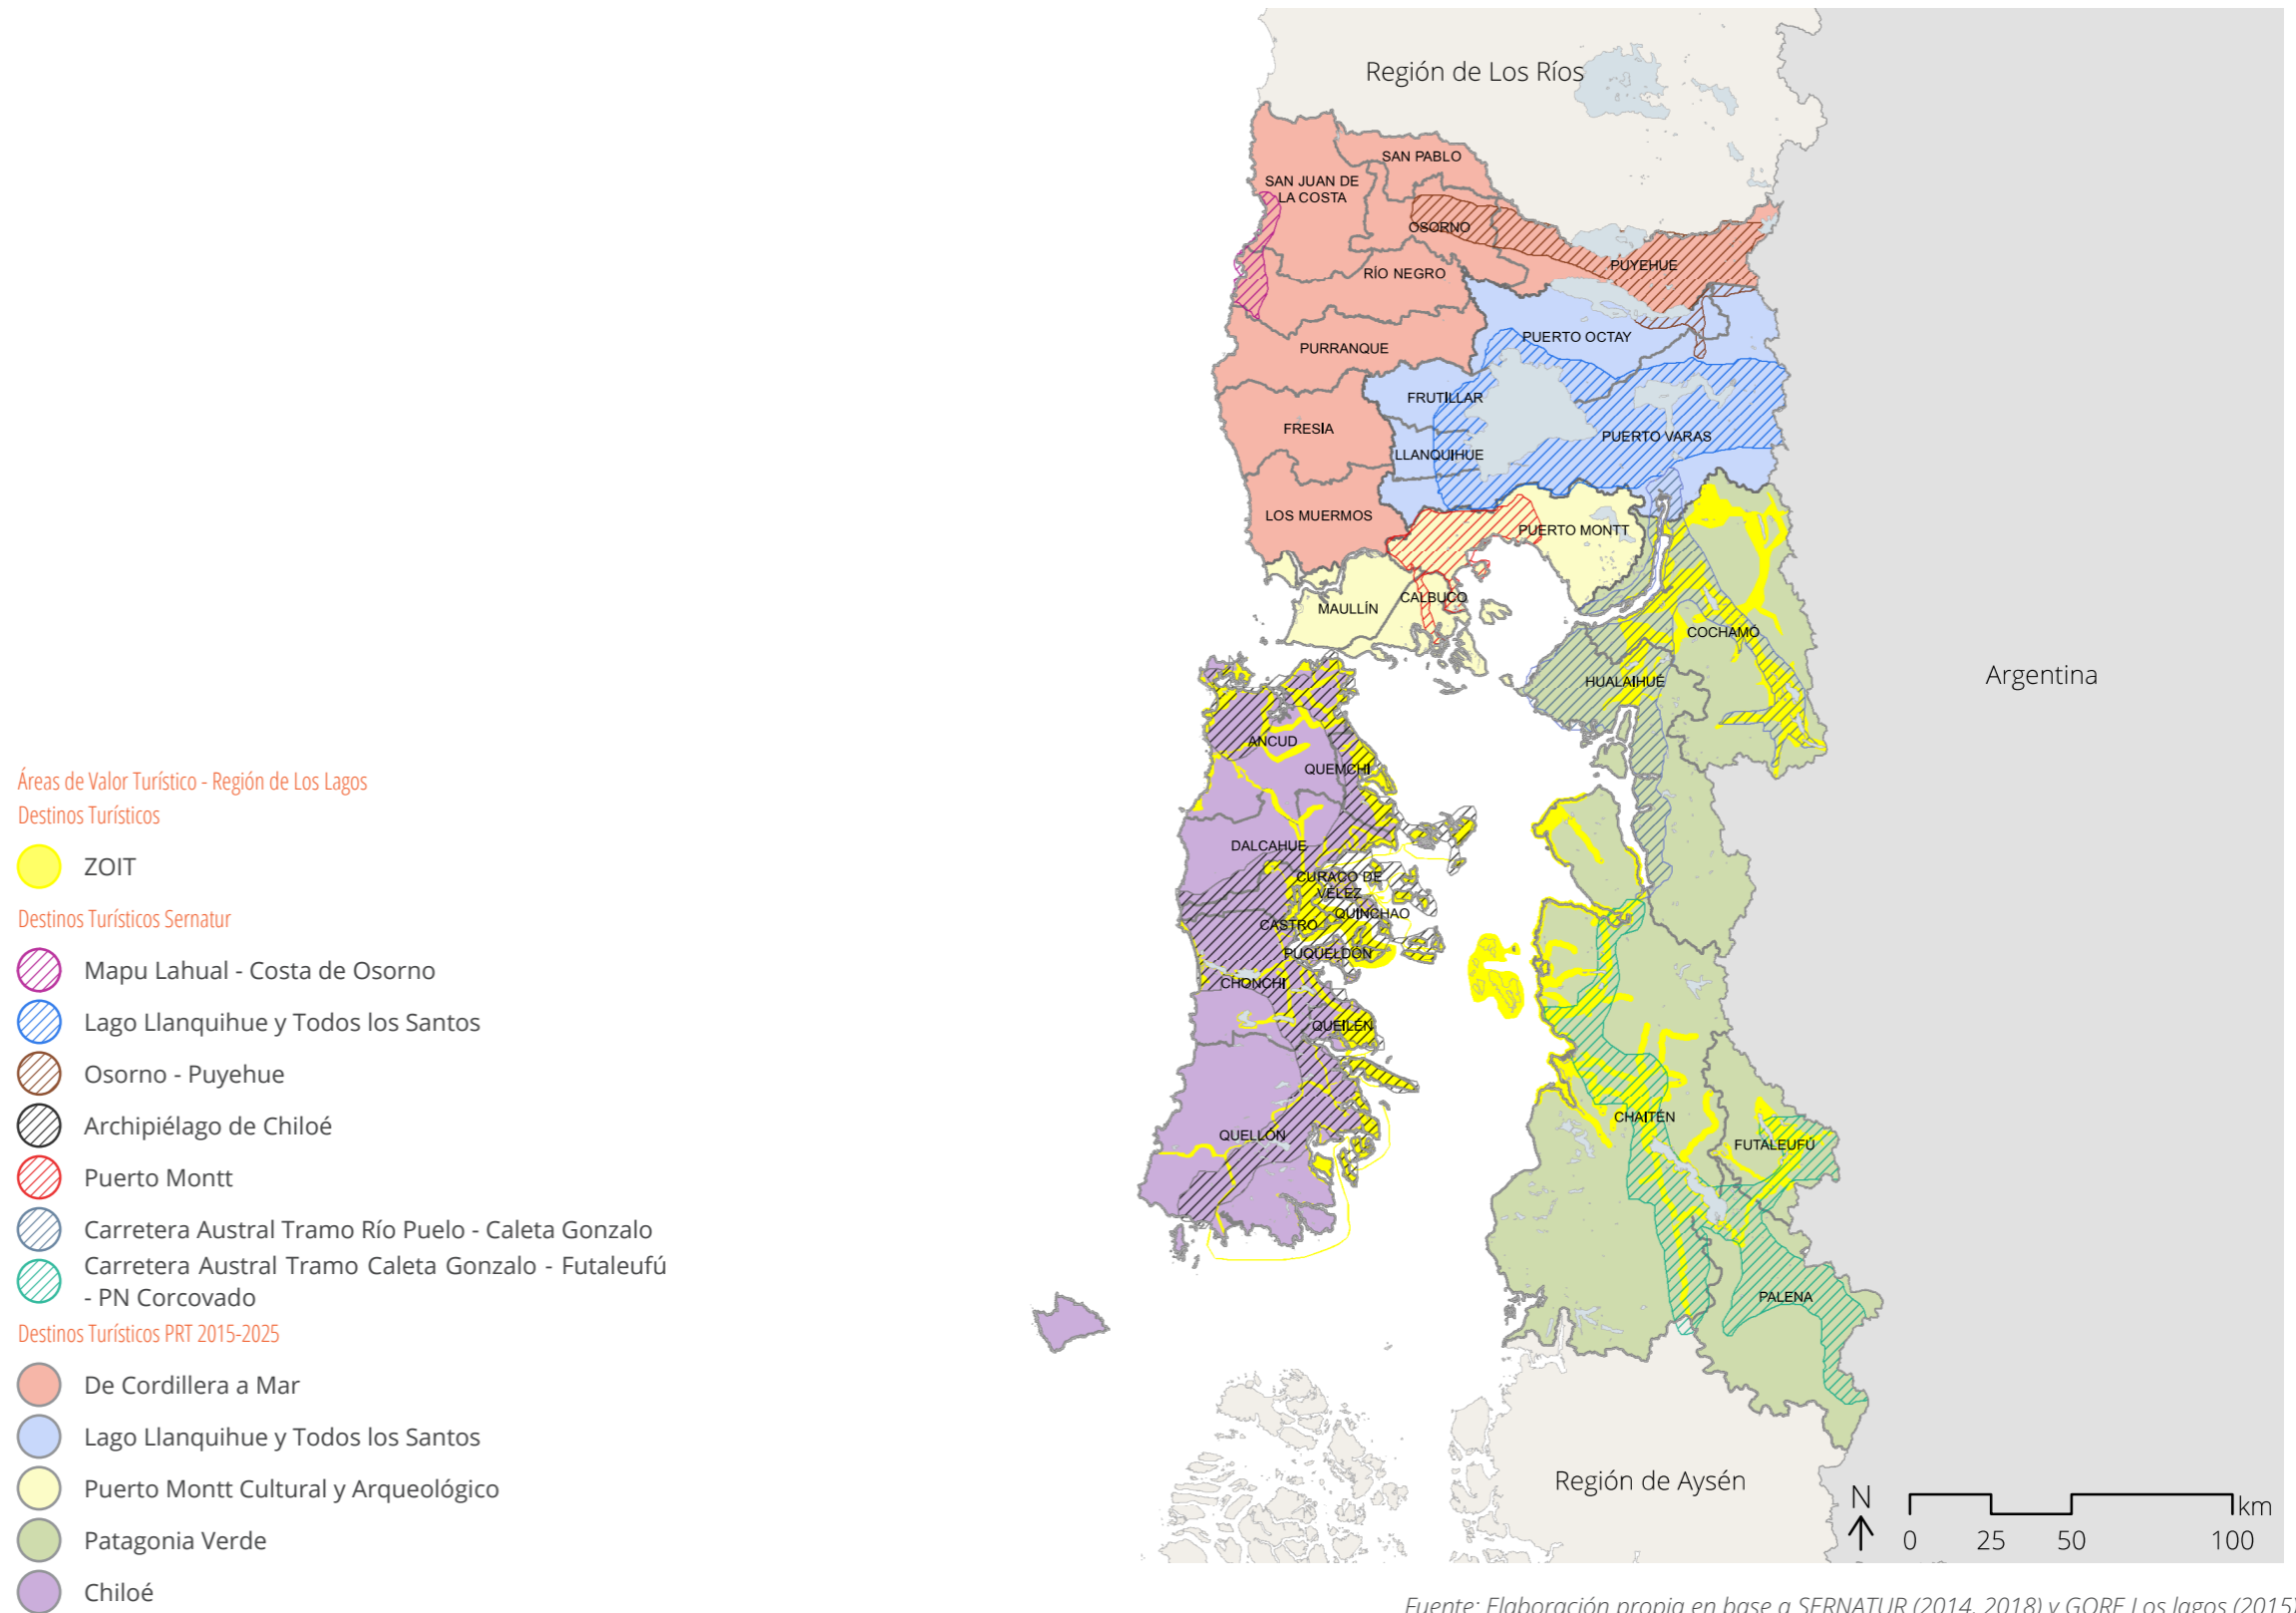 Región de Los Ríos
SAN PABLO
SAN JUAN DE
LA COSTA
OSORNO
PUYEHUE
RÍO NEGRO
PUERTO OCTAY
PURRANQUE
FRUTILLAR
FRESIA
PUERTO VARAS
LLANQUIHUE
LOS MUERMOS
PUERTO MONTT
CALBUCO
MAULLÍN
COCHAMÓ
Argentina
HUALAIHUÉ
ANCUD
QUEMCHI
DALCAHUE
CURACO DE
VÉLEZ
QUINCHAO
CASTRO
PUQUELDÓN
CHONCHI
QUEILÉN
CHAITÉN
QUELLÓN
FUTALEUFÚ
PALENA
Región de Aysén
N
km
0 25 50 100
Áreas de Valor Turístico - Región de Los Lagos
Destinos Turísticos
ZOIT
Destinos Turísticos Sernatur
Mapu Lahual - Costa de Osorno
Lago Llanquihue y Todos los Santos
Osorno - Puyehue
Archipiélago de Chiloé
Puerto Montt
Carretera Austral Tramo Río Puelo - Caleta Gonzalo
Carretera Austral Tramo Caleta Gonzalo - Futaleufú
- PN Corcovado
Destinos Turísticos PRT 2015-2025
De Cordillera a Mar
Lago Llanquihue y Todos los Santos
Puerto Montt Cultural y Arqueológico
Patagonia Verde
Chiloé
Fuente: Elaboración propia en base a SERNATUR (2014, 2018) y GORE Los lagos (2015